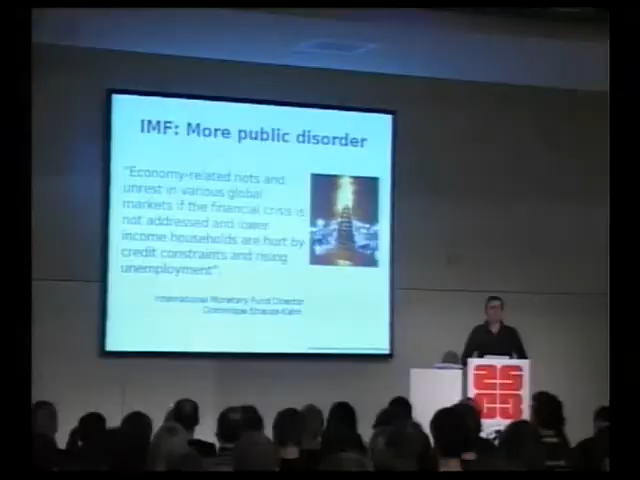 IMF: More public disorder
"Economy-related riots and
unrest in various global
markets if the financial crisis is
not addressed and lower
income households are hurt by
credit constraints and rising
unemployment".
International Monetary Fund Director
Dominique Strauss-Kahn
25
C3